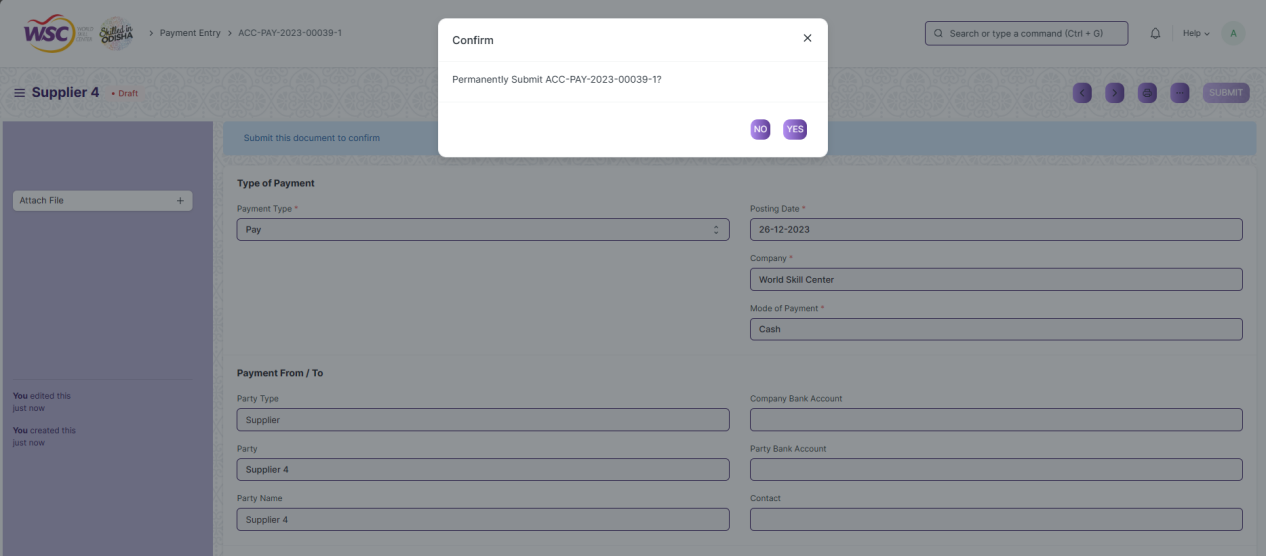 WSC WORLD SKILL CENTER Skilled in ODISHA > Payment Entry > ACC-PAY-2023-00039-1
Search or type a command (Ctrl + G)
Help
A
Confirm
Permanently Submit ACC-PAY-2023-00039-1?
NO YES
Supplier 4 • Draft
SUBMIT
Submit this document to confirm
Attach File +
You edited this
just now
You created this
just now
Type of Payment
Payment Type *
Pay
Posting Date *
26-12-2023
Company *
World Skill Center
Mode of Payment *
Cash
Payment From / To
Party Type
Supplier
Party
Supplier 4
Party Name
Supplier 4
Company Bank Account
Party Bank Account
Contact